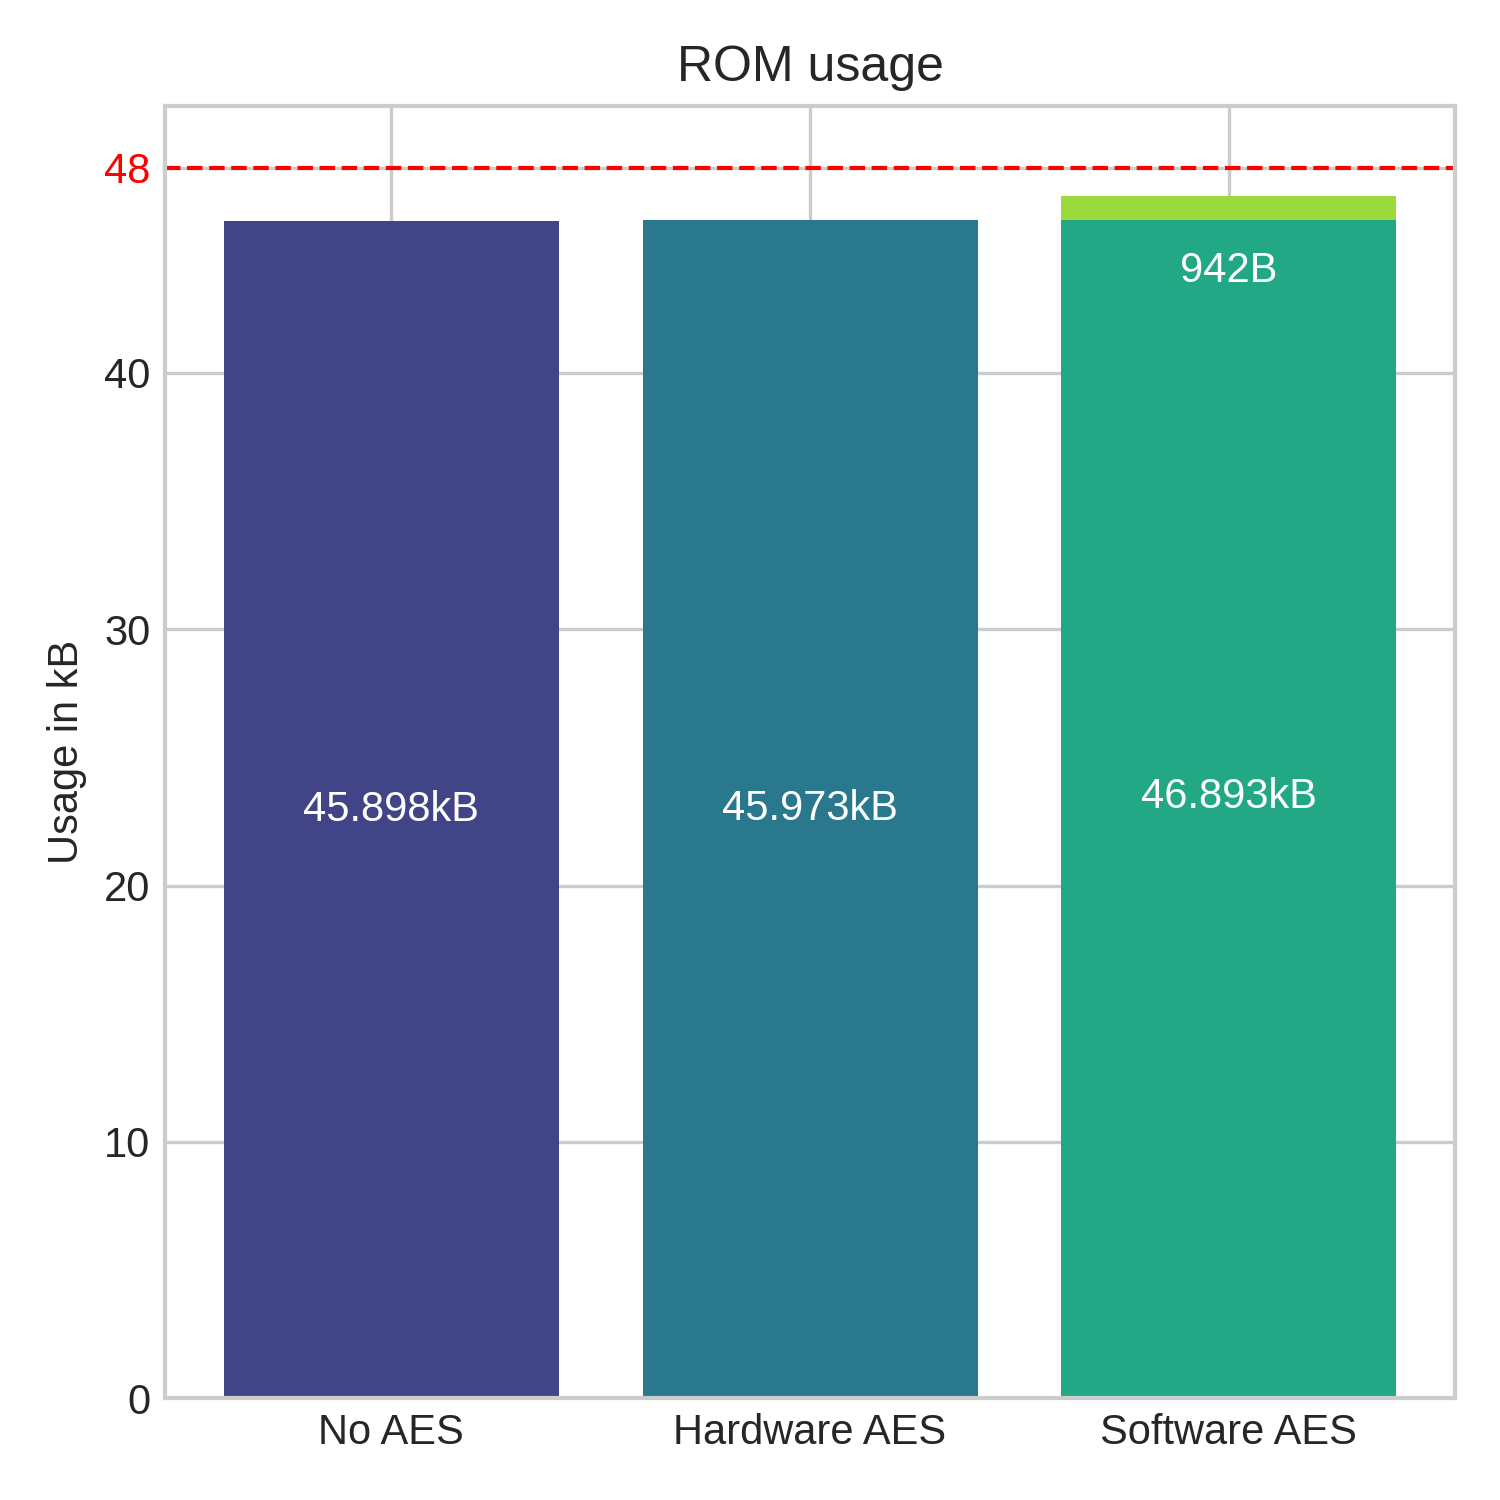 ROM usage
48
40
30
20
10
0
Usage in kB
942B
45.898kB
45.973kB
46.893kB
No AES
Hardware AES
Software AES